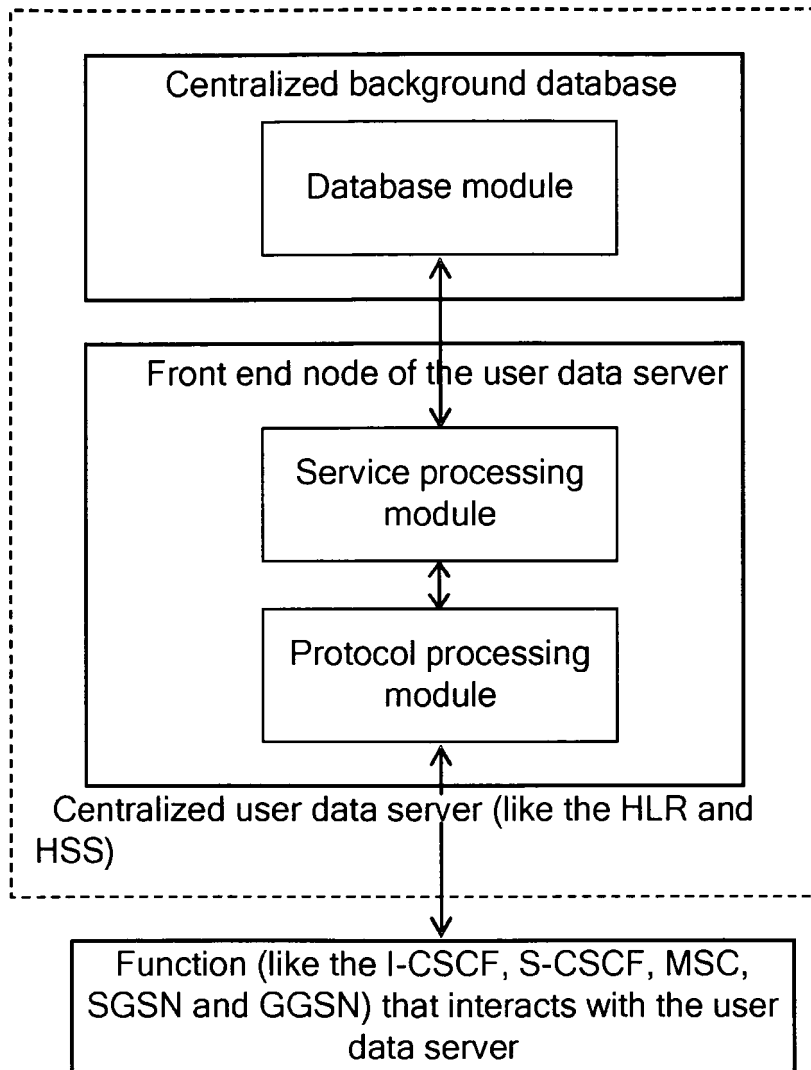 Centralized background database
Database module
Front end node of the user data server
Service processing
module
Protocol processing
module
Centralized user data server (like the HLR and
HSS)
Function (like the I-CSCF, S-CSCF, MSC,
SGSN and GGSN) that interacts with the user
data server